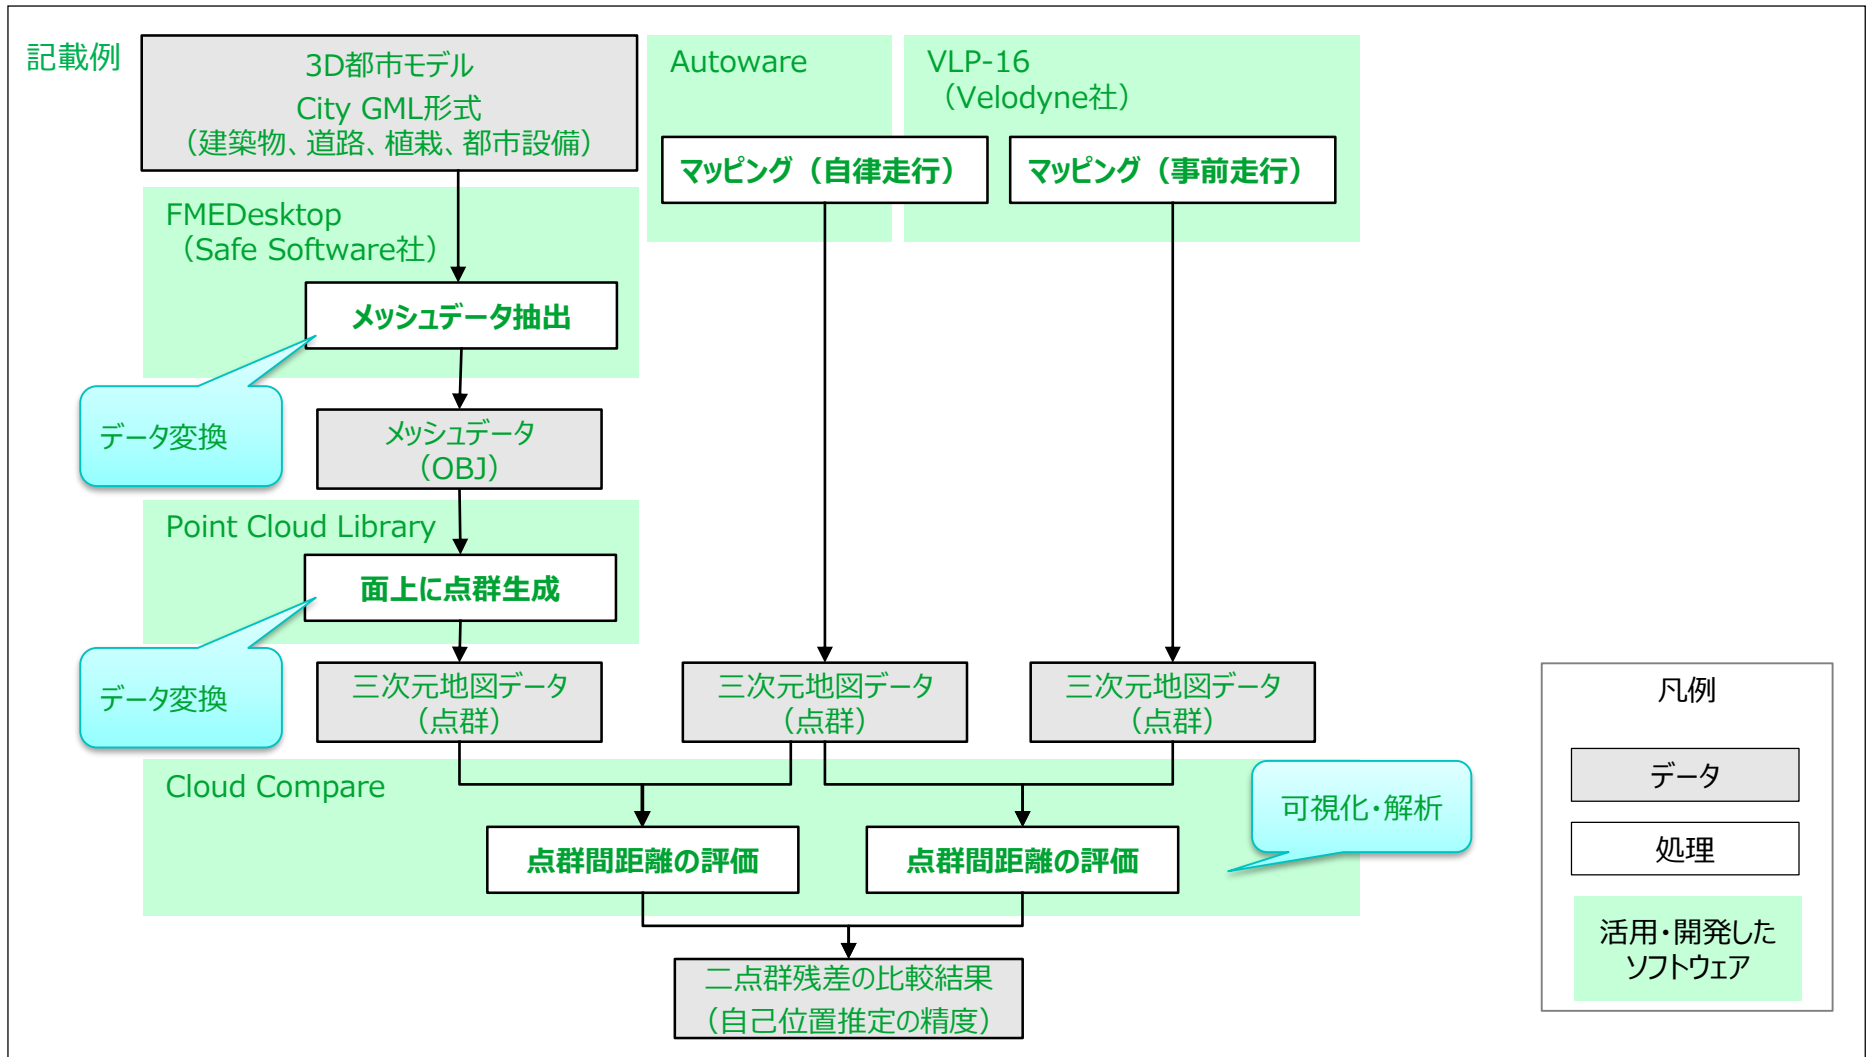 記載例
3D都市モデル
City GML形式
（建築物、道路、植栽、都市設備）
Autoware
VLP-16
（Velodyne社）
マッピング（自律走行）
マッピング（事前走行）
FMEDesktop
（Safe Software社）
メッシュデータ抽出
データ変換
メッシュデータ
（OBJ）
Point Cloud Library
面上に点群生成
データ変換
三次元地図データ
（点群）
三次元地図データ
（点群）
三次元地図データ
（点群）
Cloud Compare
可視化・解析
点群間距離の評価
点群間距離の評価
二点群残差の比較結果
（自己位置推定の精度）
凡例
データ
処理
活用・開発した
ソフトウェア